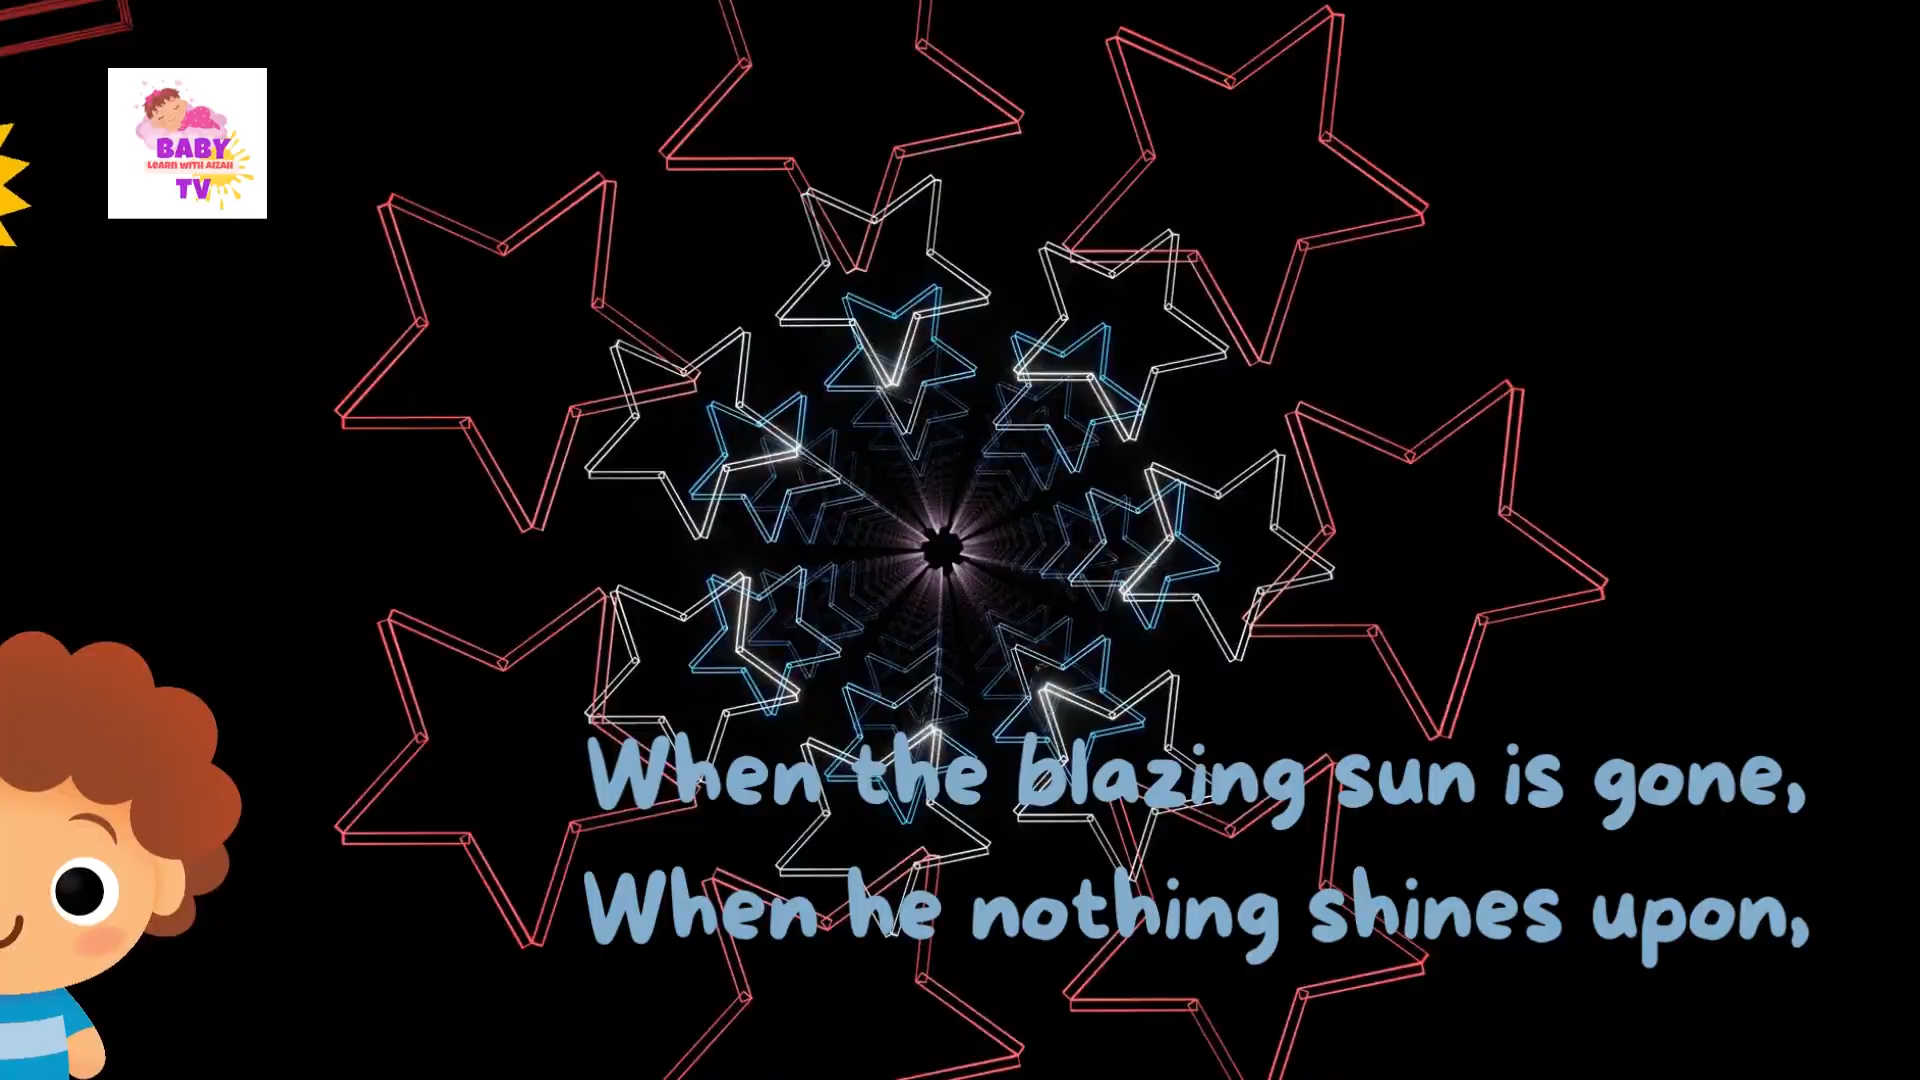 BABY
LEARN WITH AIZAH
TV
When the blazing sun is gone,
When he nothing shines upon,